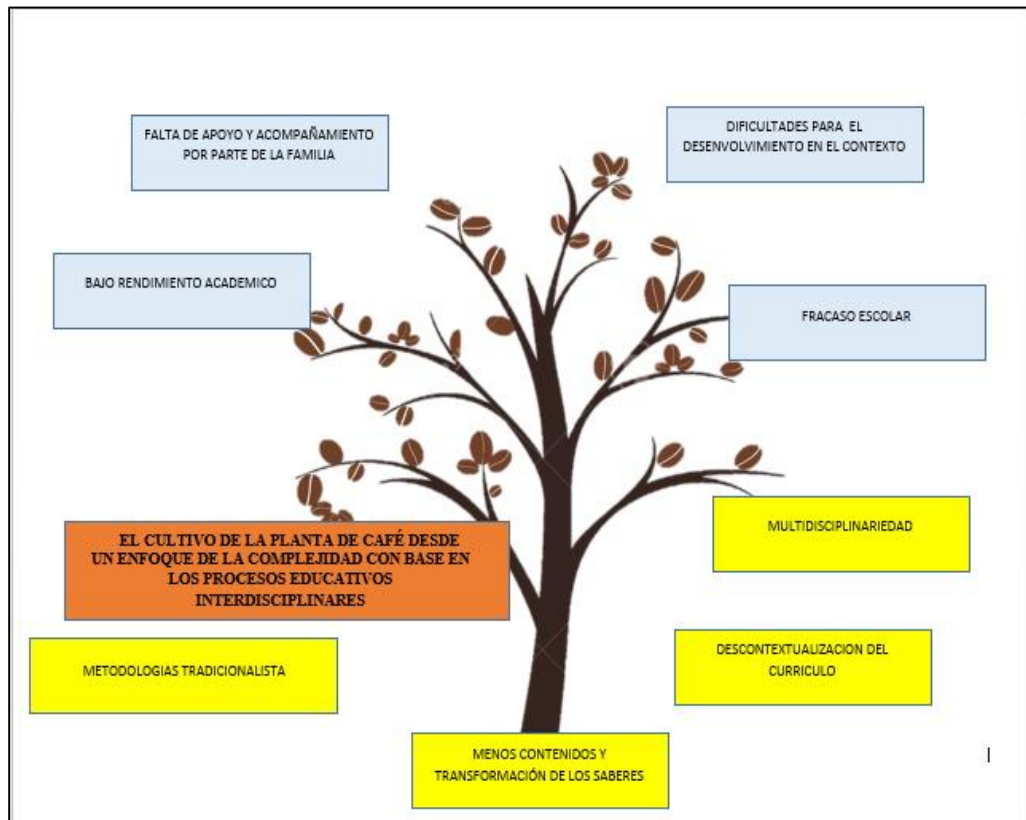 FALTA DE APOYO Y ACOMPAÑAMIENTO
POR PARTE DE LA FAMILIA
DIFICULTADES PARA EL
DESENVOLVIMIENTO EN EL CONTEXTO
BAJO RENDIMIENTO ACADEMICO
FRACASO ESCOLAR
MULTIDISCIPLINARIEDAD
EL CULTIVO DE LA PLANTA DE CAFÉ DESDE
UN ENFOQUE DE LA COMPLEJIDAD CON BASE EN
LOS PROCESOS EDUCATIVOS
INTERDISCIPLINARES
METODOLOGIAS TRADICIONALISTA
DESCONTEXTUALIZACION DEL
CURRICULO
MENOS CONTENIDOS Y
TRANSFORMACIÓN DE LOS SABERES